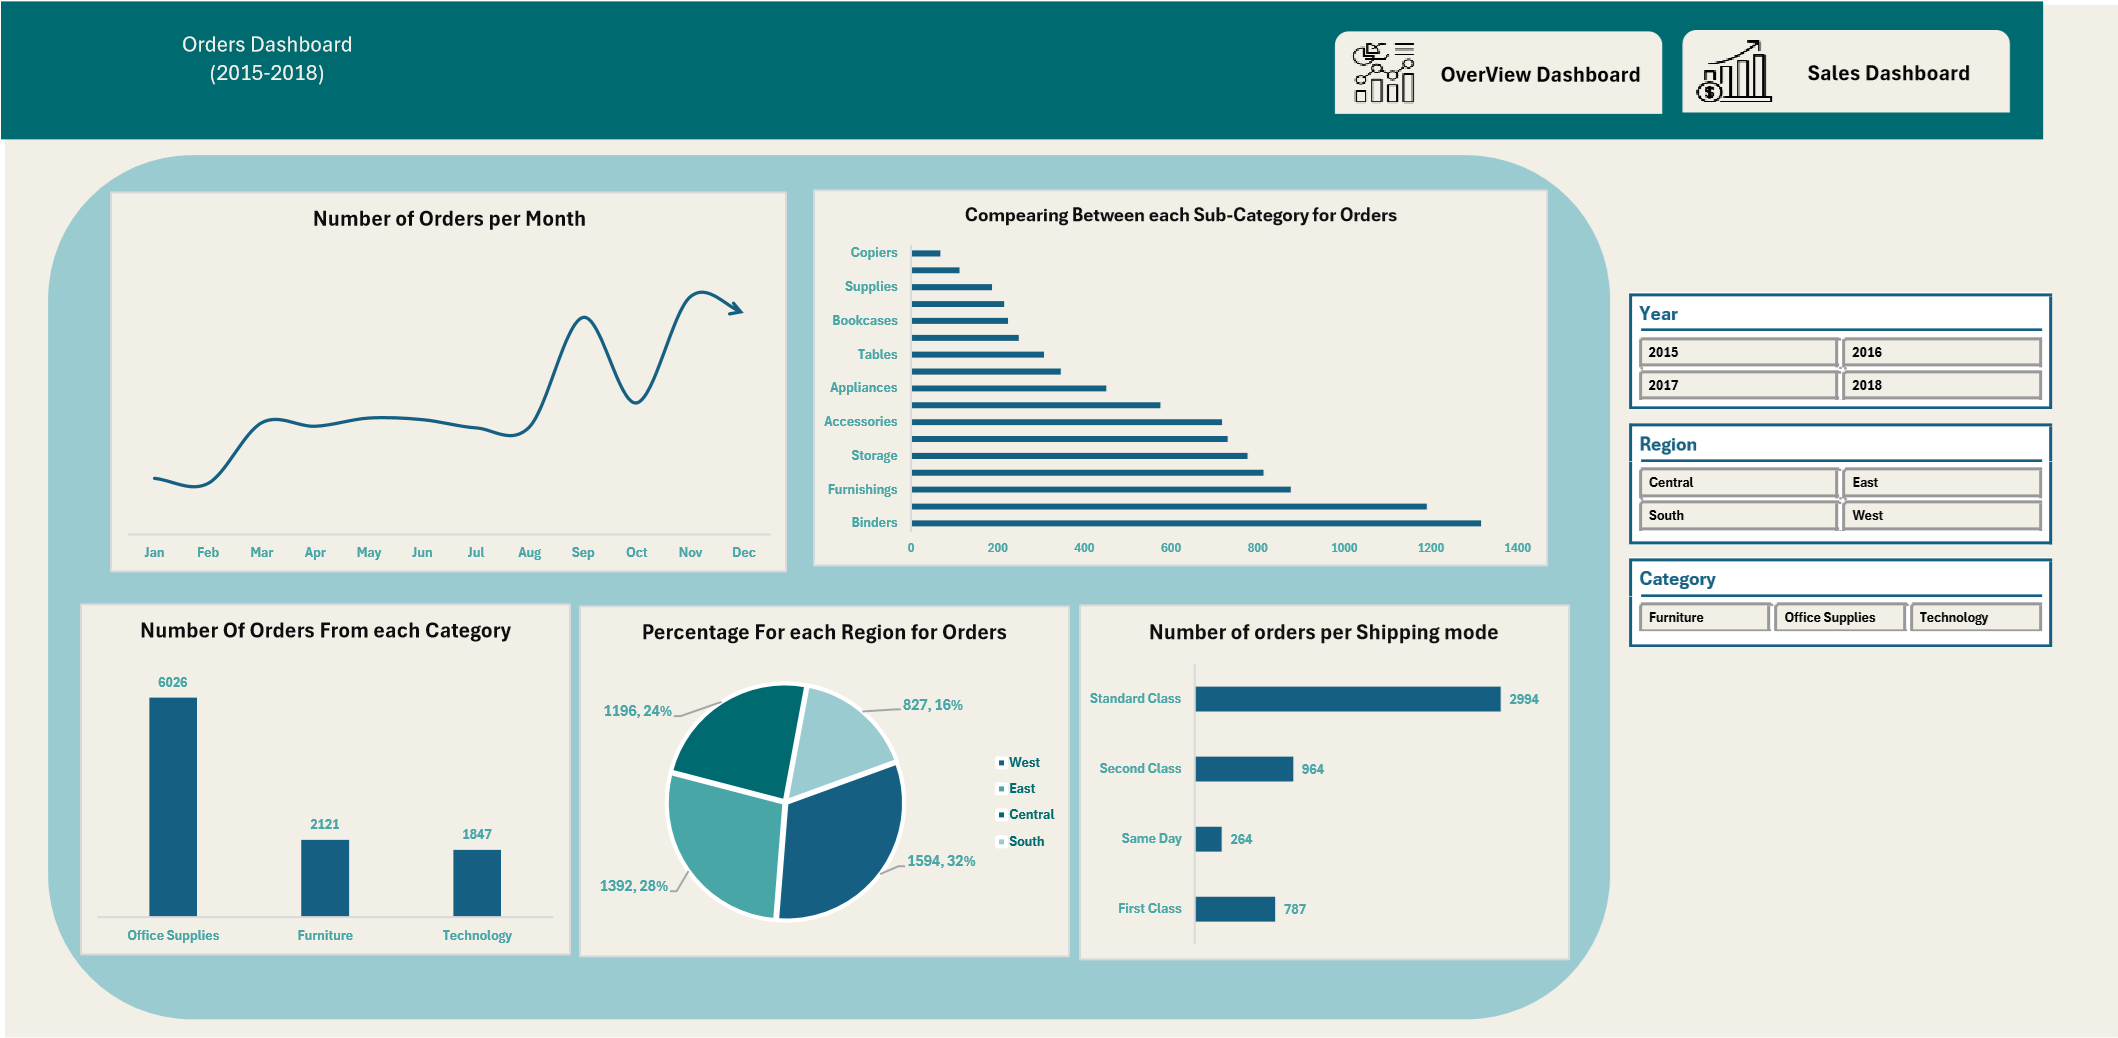 Orders Dashboard
(2015-2018)
OverView Dashboard
Sales Dashboard
Number of Orders per Month
Jan Feb Mar Apr May Jun Jul Aug Sep Oct Nov Dec
Compearing Between each Sub-Category for Orders
Copiers
Supplies
Bookcases
Tables
Appliances
Accessories
Storage
Furnishings
Binders
0 200 400 600 800 1000 1200 1400
Year
2015 2016
2017 2018
Region
Central East
South West
Category
Furniture Office Supplies Technology
Number Of Orders From each Category
6026
2121
1847
Office Supplies Furniture Technology
Percentage For each Region for Orders
1196, 24%
827, 16%
1594, 32%
1392, 28%
West
East
Central
South
Number of orders per Shipping mode
Standard Class 2994
Second Class 964
Same Day 264
First Class 787